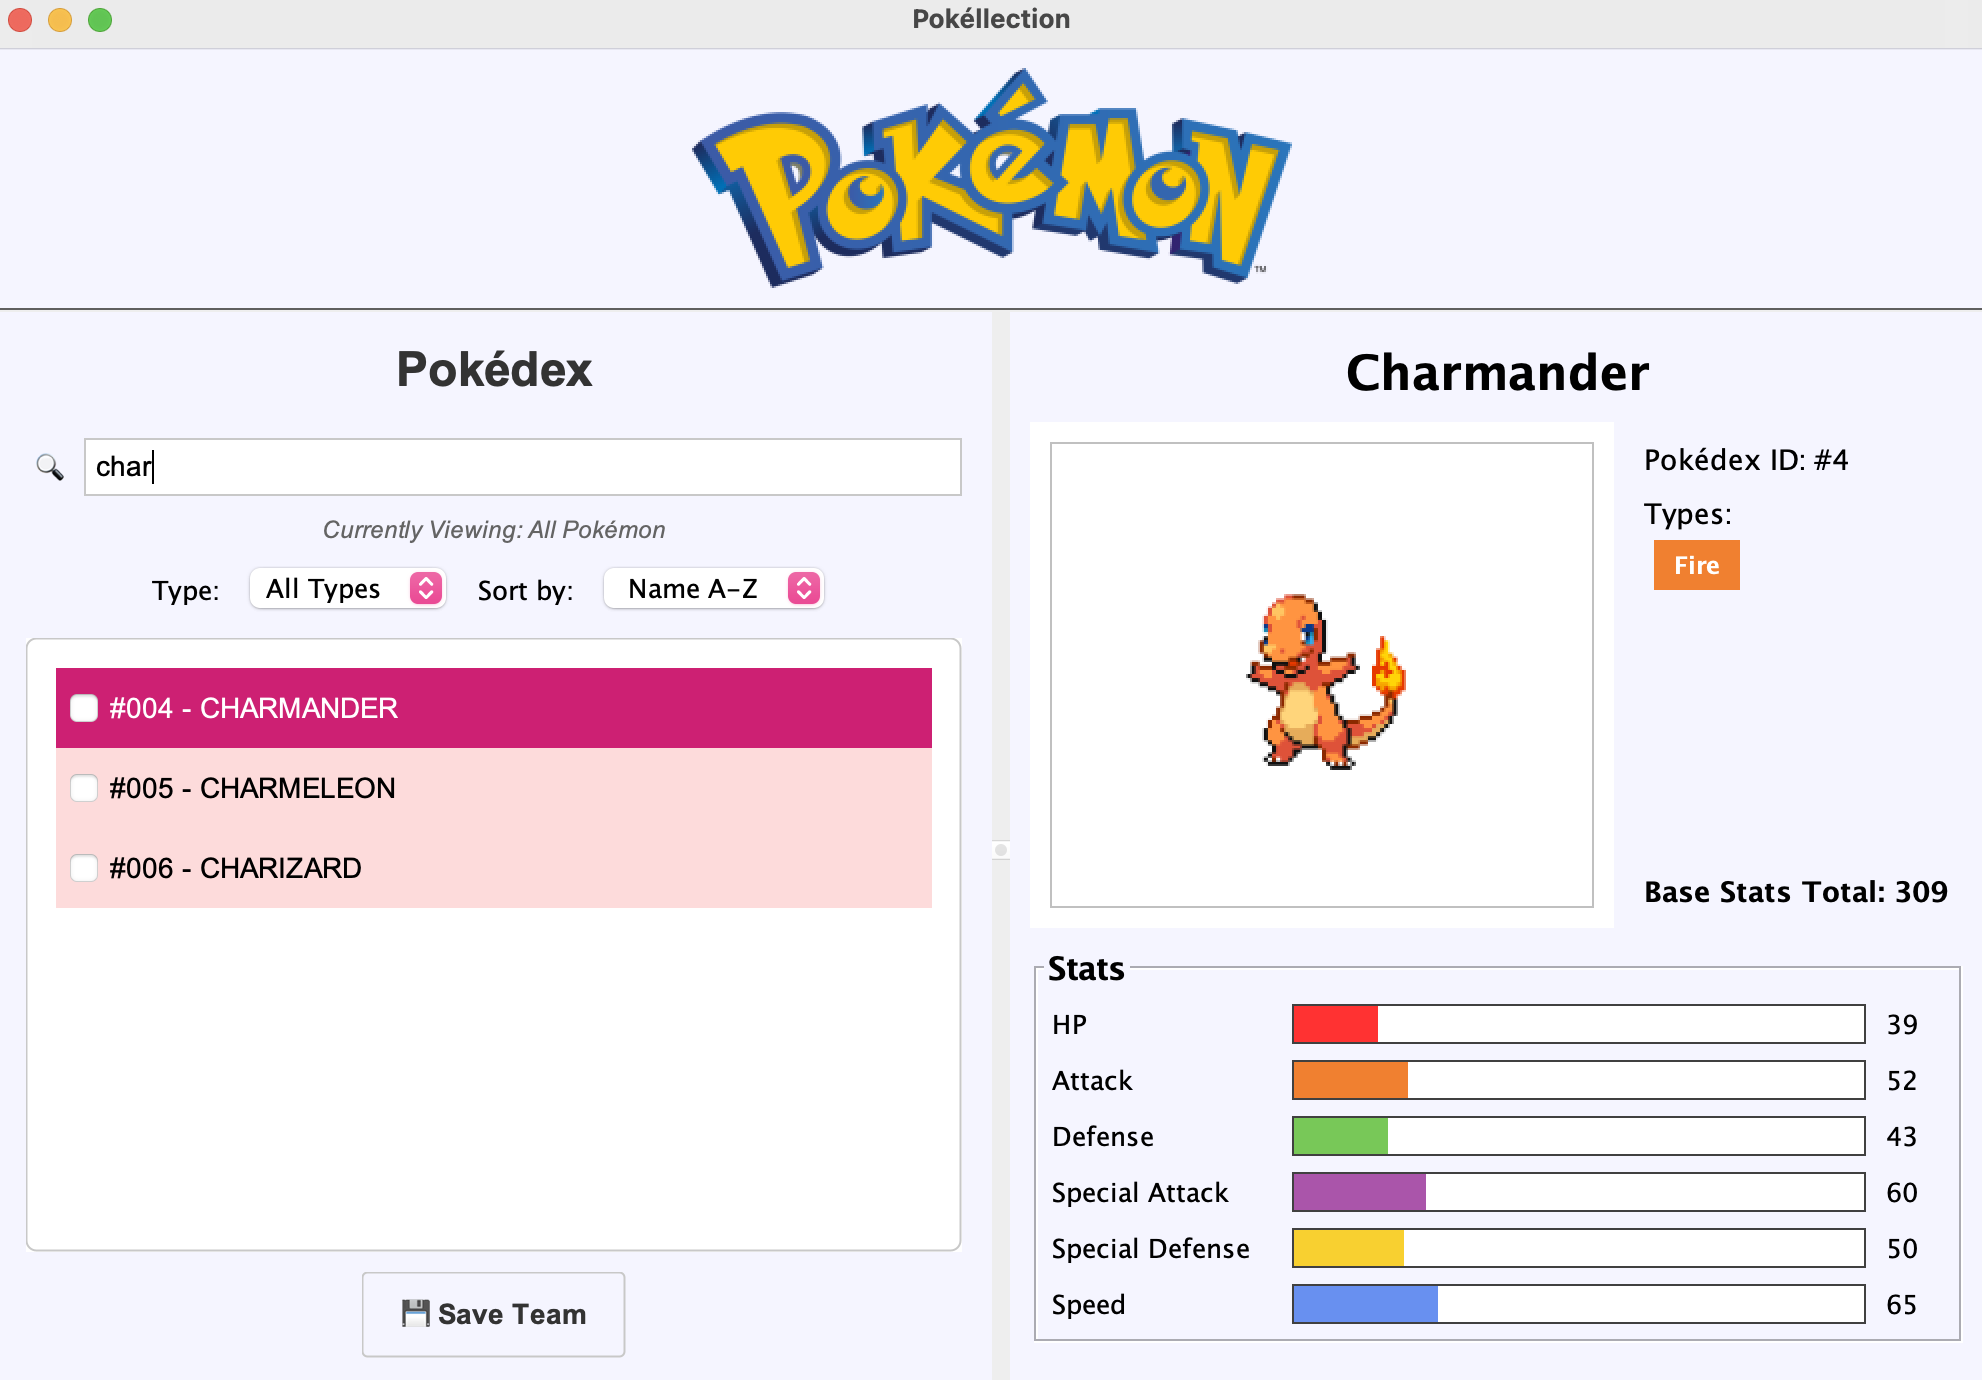 Pokéllection
POKéMON
TM
Pokédex
char
Currently Viewing: All Pokémon
Type: All Types Sort by: Name A-Z
#004 - CHARMANDER
#005 - CHARMELEON
#006 - CHARIZARD
Save Team
Charmander
Pokédex ID: #4
Types:
Fire
Base Stats Total: 309
Stats
HP 39
Attack 52
Defense 43
Special Attack 60
Special Defense 50
Speed 65